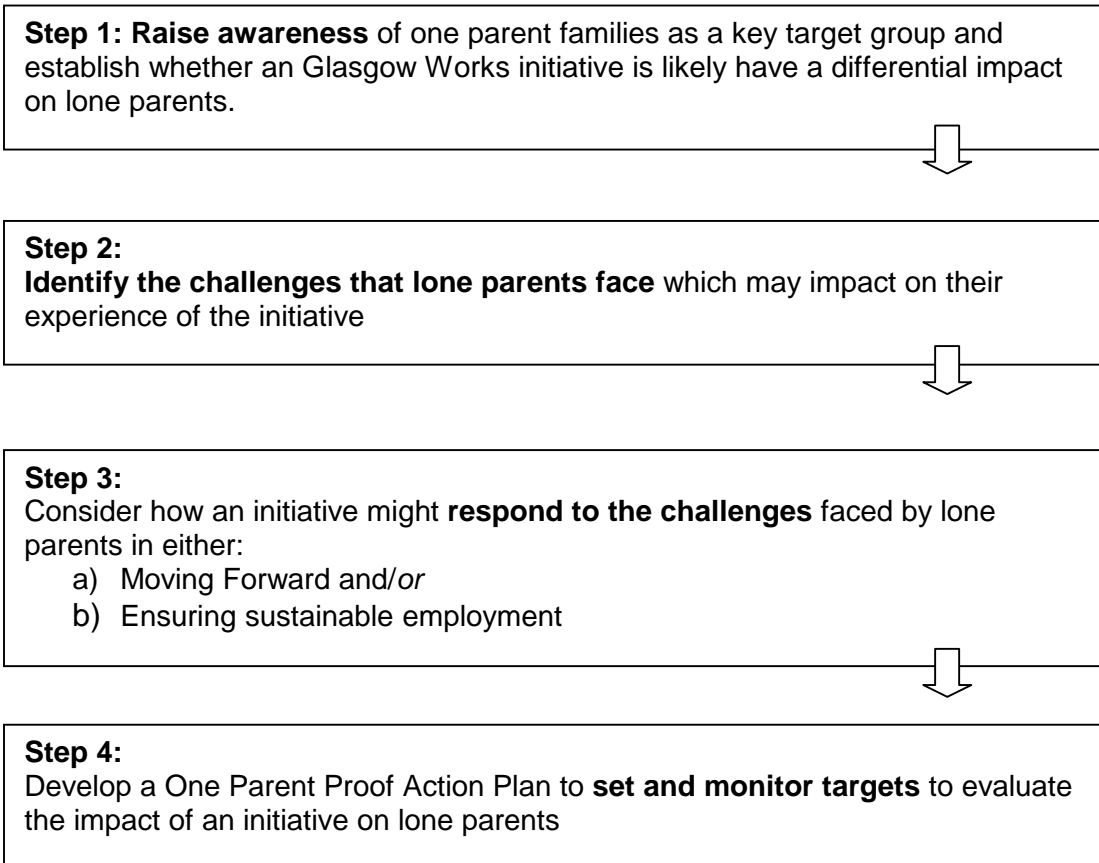 Step 1: Raise awareness of one parent families as a key target group and
establish whether an Glasgow Works initiative is likely have a differential impact
on lone parents.
Step 2:
Identify the challenges that lone parents face which may impact on their
experience of the initiative
Step 3:
Consider how an initiative might respond to the challenges faced by lone
parents in either:
a) Moving Forward and/or
b) Ensuring sustainable employment
Step 4:
Develop a One Parent Proof Action Plan to set and monitor targets to evaluate
the impact of an initiative on lone parents